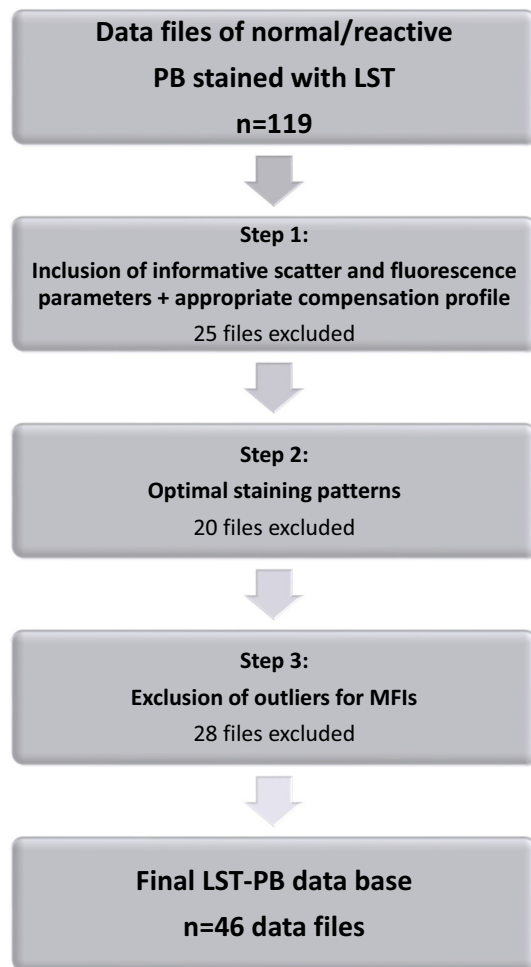 Data files of normal/reactive
PB stained with LST
n=119
Step 1:
Inclusion of informative scatter and fluorescence
parameters + appropriate compensation profile
25 files excluded
Step 2:
Optimal staining patterns
20 files excluded
Step 3:
Exclusion of outliers for MFIs
28 files excluded
Final LST-PB data base
n=46 data files